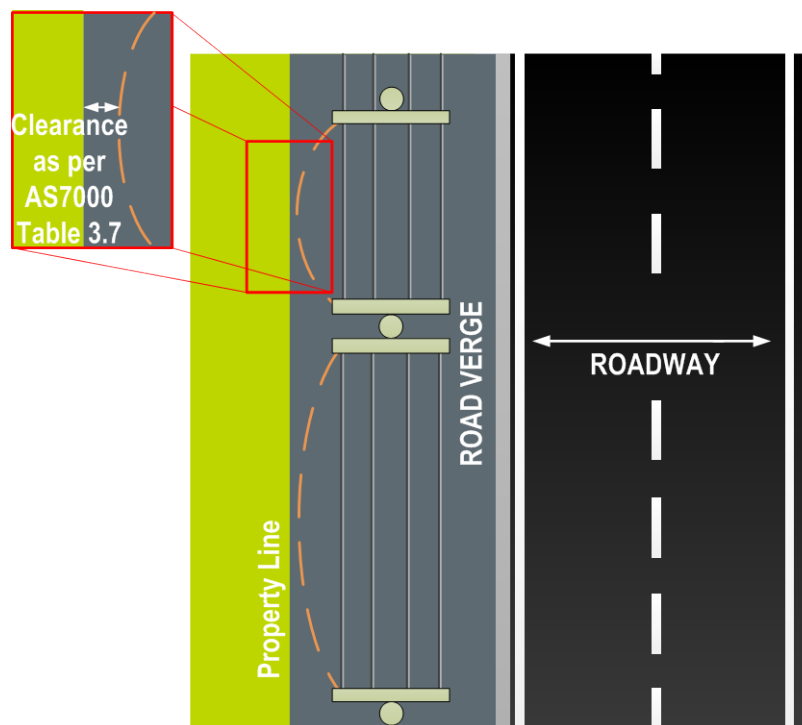 Clearance
as per
AS7000
Table 3.7
ROAD VERGE
ROADWAY
Property Line